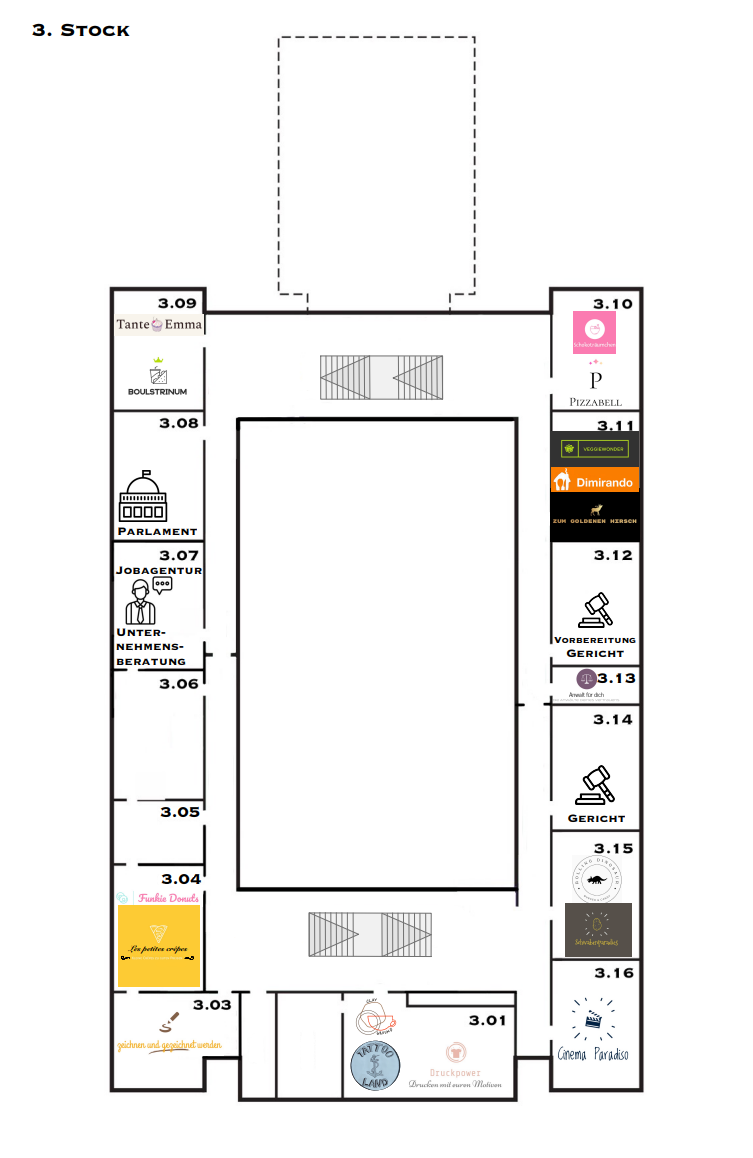 3. Stock
3.09
Tante Emma
BOULSTRINUM
3.08
Parlament
3.07
Jobagentur
Unter-
nehmens-
beratung
3.06
3.05
3.04
Funkie Donuts
Les petites crêpes
3.03
zeichnen und gezeichnet werden
3.01
CLAY
TATTOO
LAND
Druckpower
Drucken mit euren Motiven
3.10
P
Pizzabell
3.11
VEGGIEWONDER
Dimirando
ZUM GOLDENEN HIRSCH
3.12
Vorbereitung
Gericht
3.13
Anwalt für dich
3.14
Gericht
3.15
ROLLING DINOSAUR
3.16
Cinema Paradiso